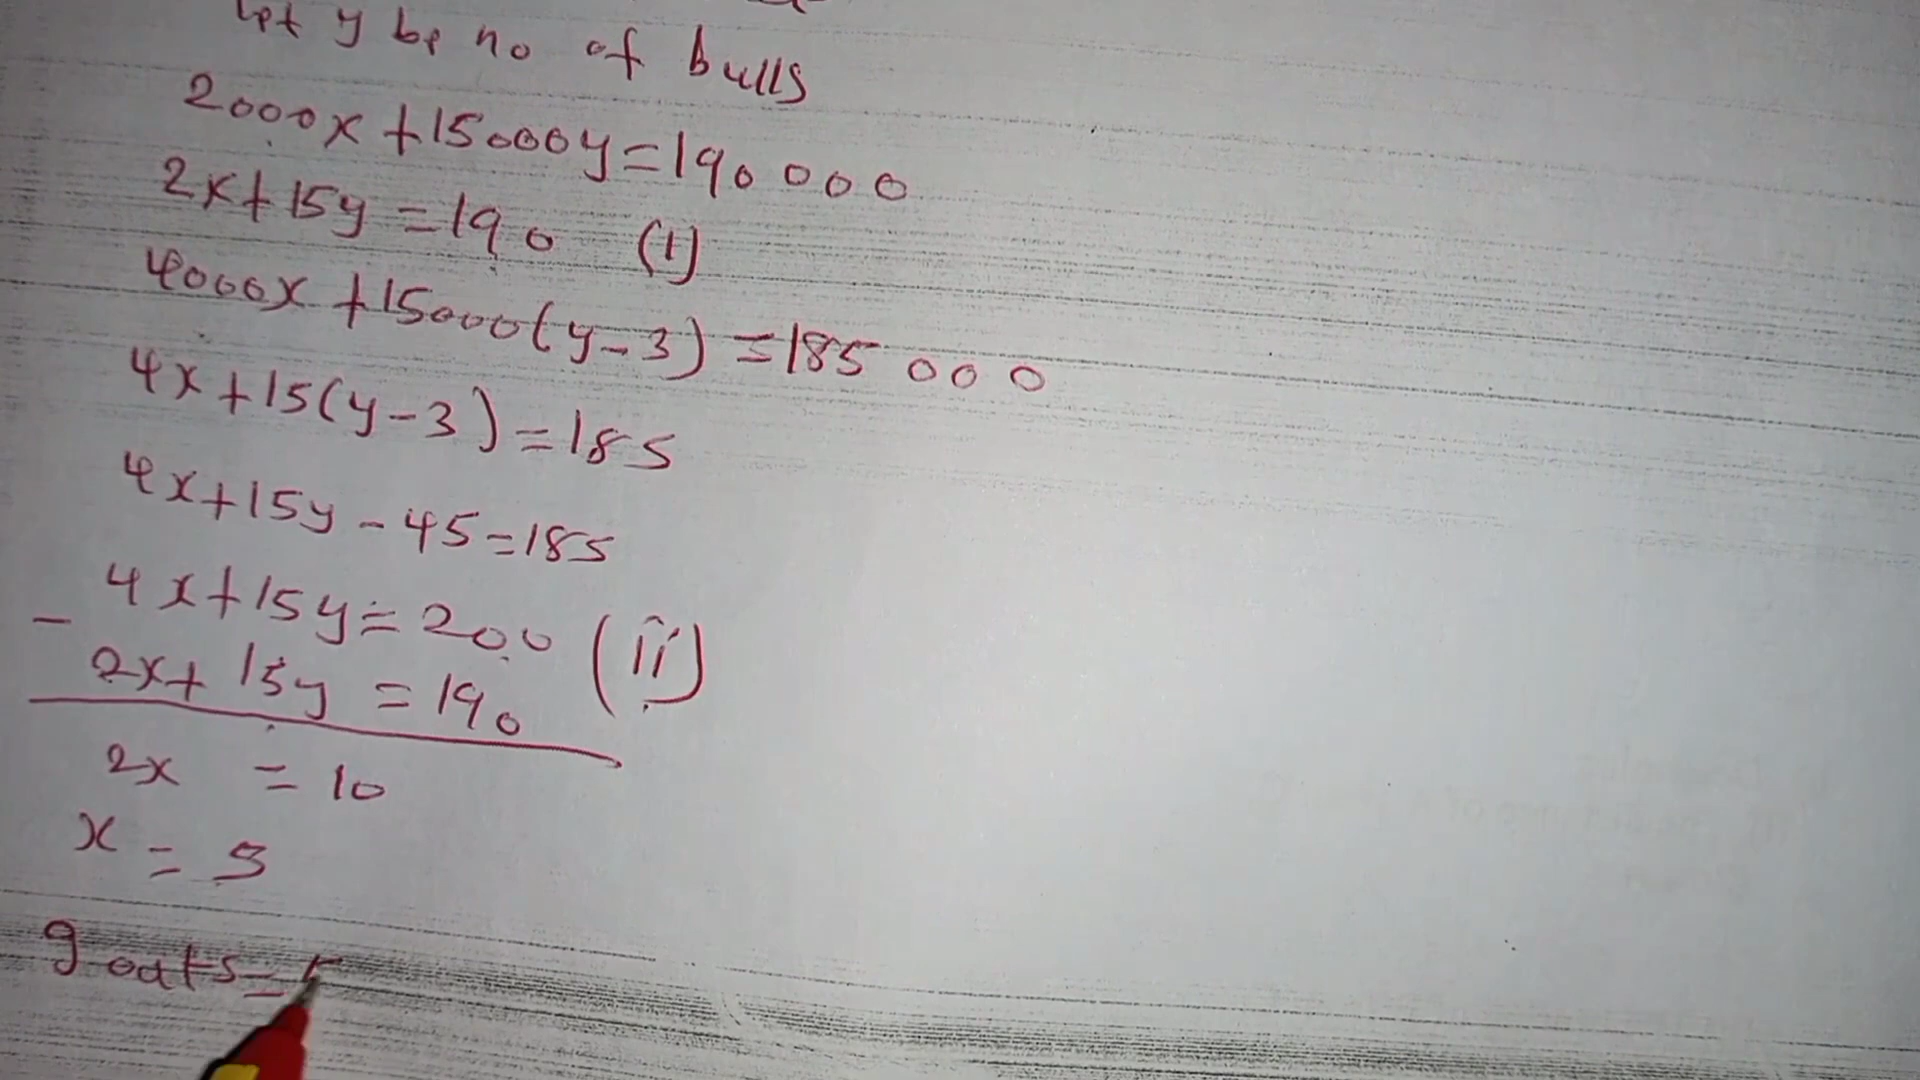 Let y be no of bulls
2000x+15000y=190000
2x+15y=190 (1)
4000x+15000(y-3)=185000
4x+15(y-3)=185
4x+15y-45=185
4x+15y=200 (ii)
- 2x+15y=190
2x = 10
x = 5
goats=5